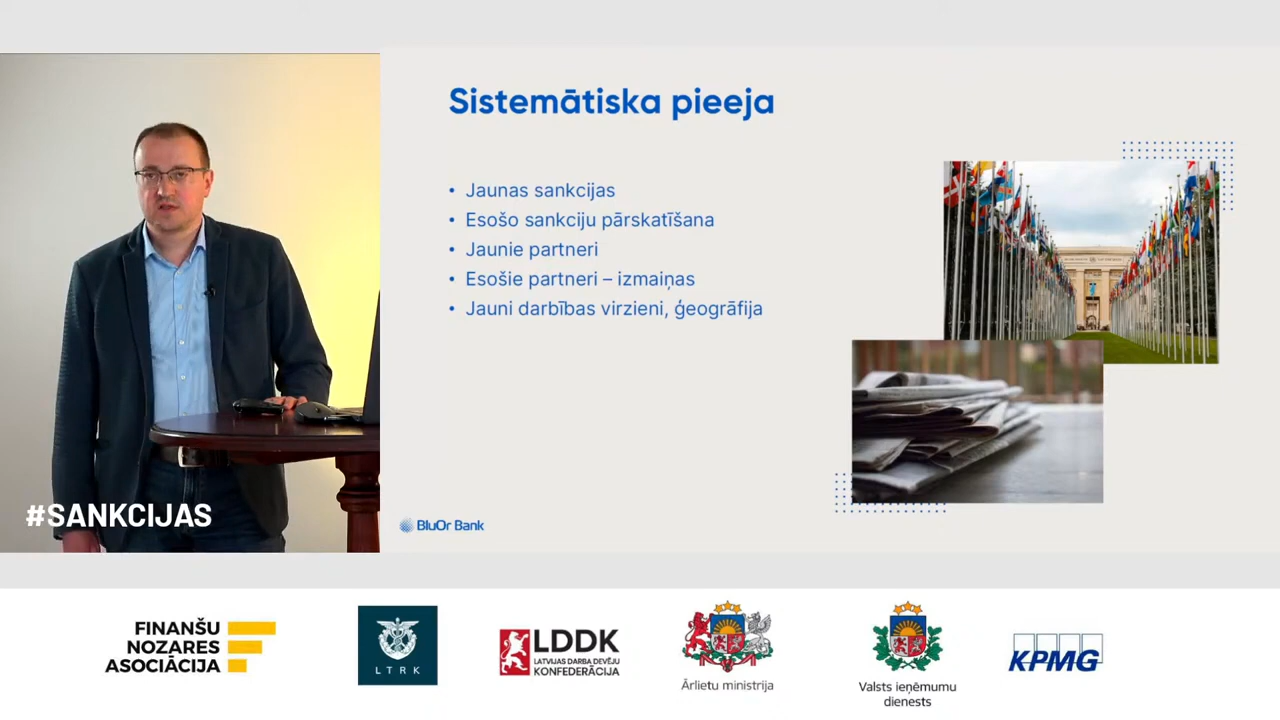 Sistemātiska pieeja
• Jaunas sankcijas
• Esošo sankciju pārskatīšana
• Jaunie partneri
• Esošie partneri – izmaiņas
• Jauni darbības virzieni, ģeogrāfija
#SANKCIJAS
BluOr Bank
FINANŠU
NOZARES
ASOCIĀCIJA
LTRK
LDDK
LATVIJAS DARBA DEVĒJU
KONFEDERĀCIJA
Ārlietu ministrija
Valsts ieņēmumu
dienests
KPMG